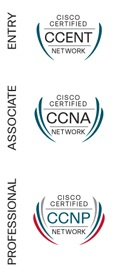 ENTRY
CISCO
CERTIFIED
CCENT
NETWORK
ASSOCIATE
CISCO
CERTIFIED
CCNA
NETWORK
PROFESSIONAL
CISCO
CERTIFIED
CCNP
NETWORK